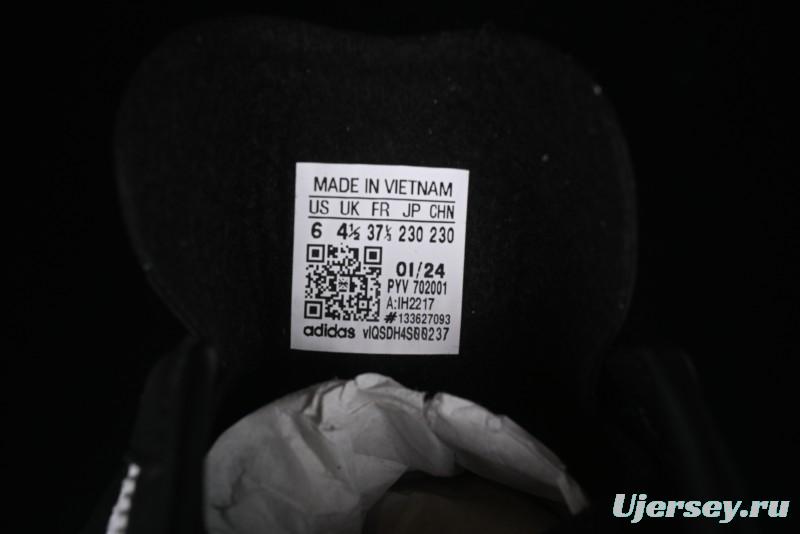 MADE IN VIETNAM
US UK FR JP CHN
6 4½ 37⅓ 230 230
01/24
PYV 702001
A:IH2217
#133627093
adidas vIQSDH4S00237
Ujersey.ru